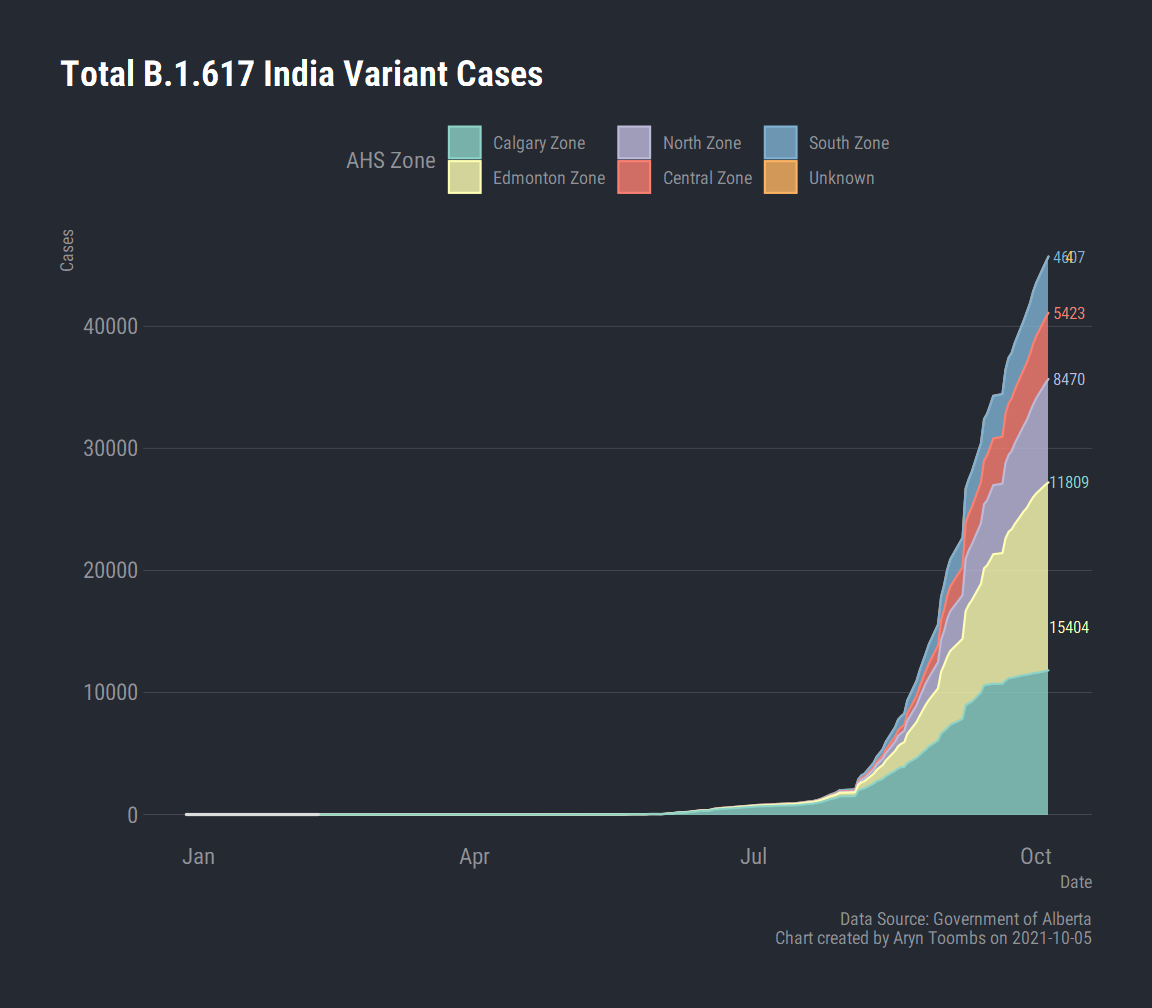 Total B.1.617 India Variant Cases
AHS Zone
Calgary Zone North Zone South Zone
Edmonton Zone Central Zone Unknown
Cases
4607
4
5423
40000
8470
30000
11809
20000
15404
10000
0
Jan Apr Jul Oct
Date
Data Source: Government of Alberta
Chart created by Aryn Toombs on 2021-10-05